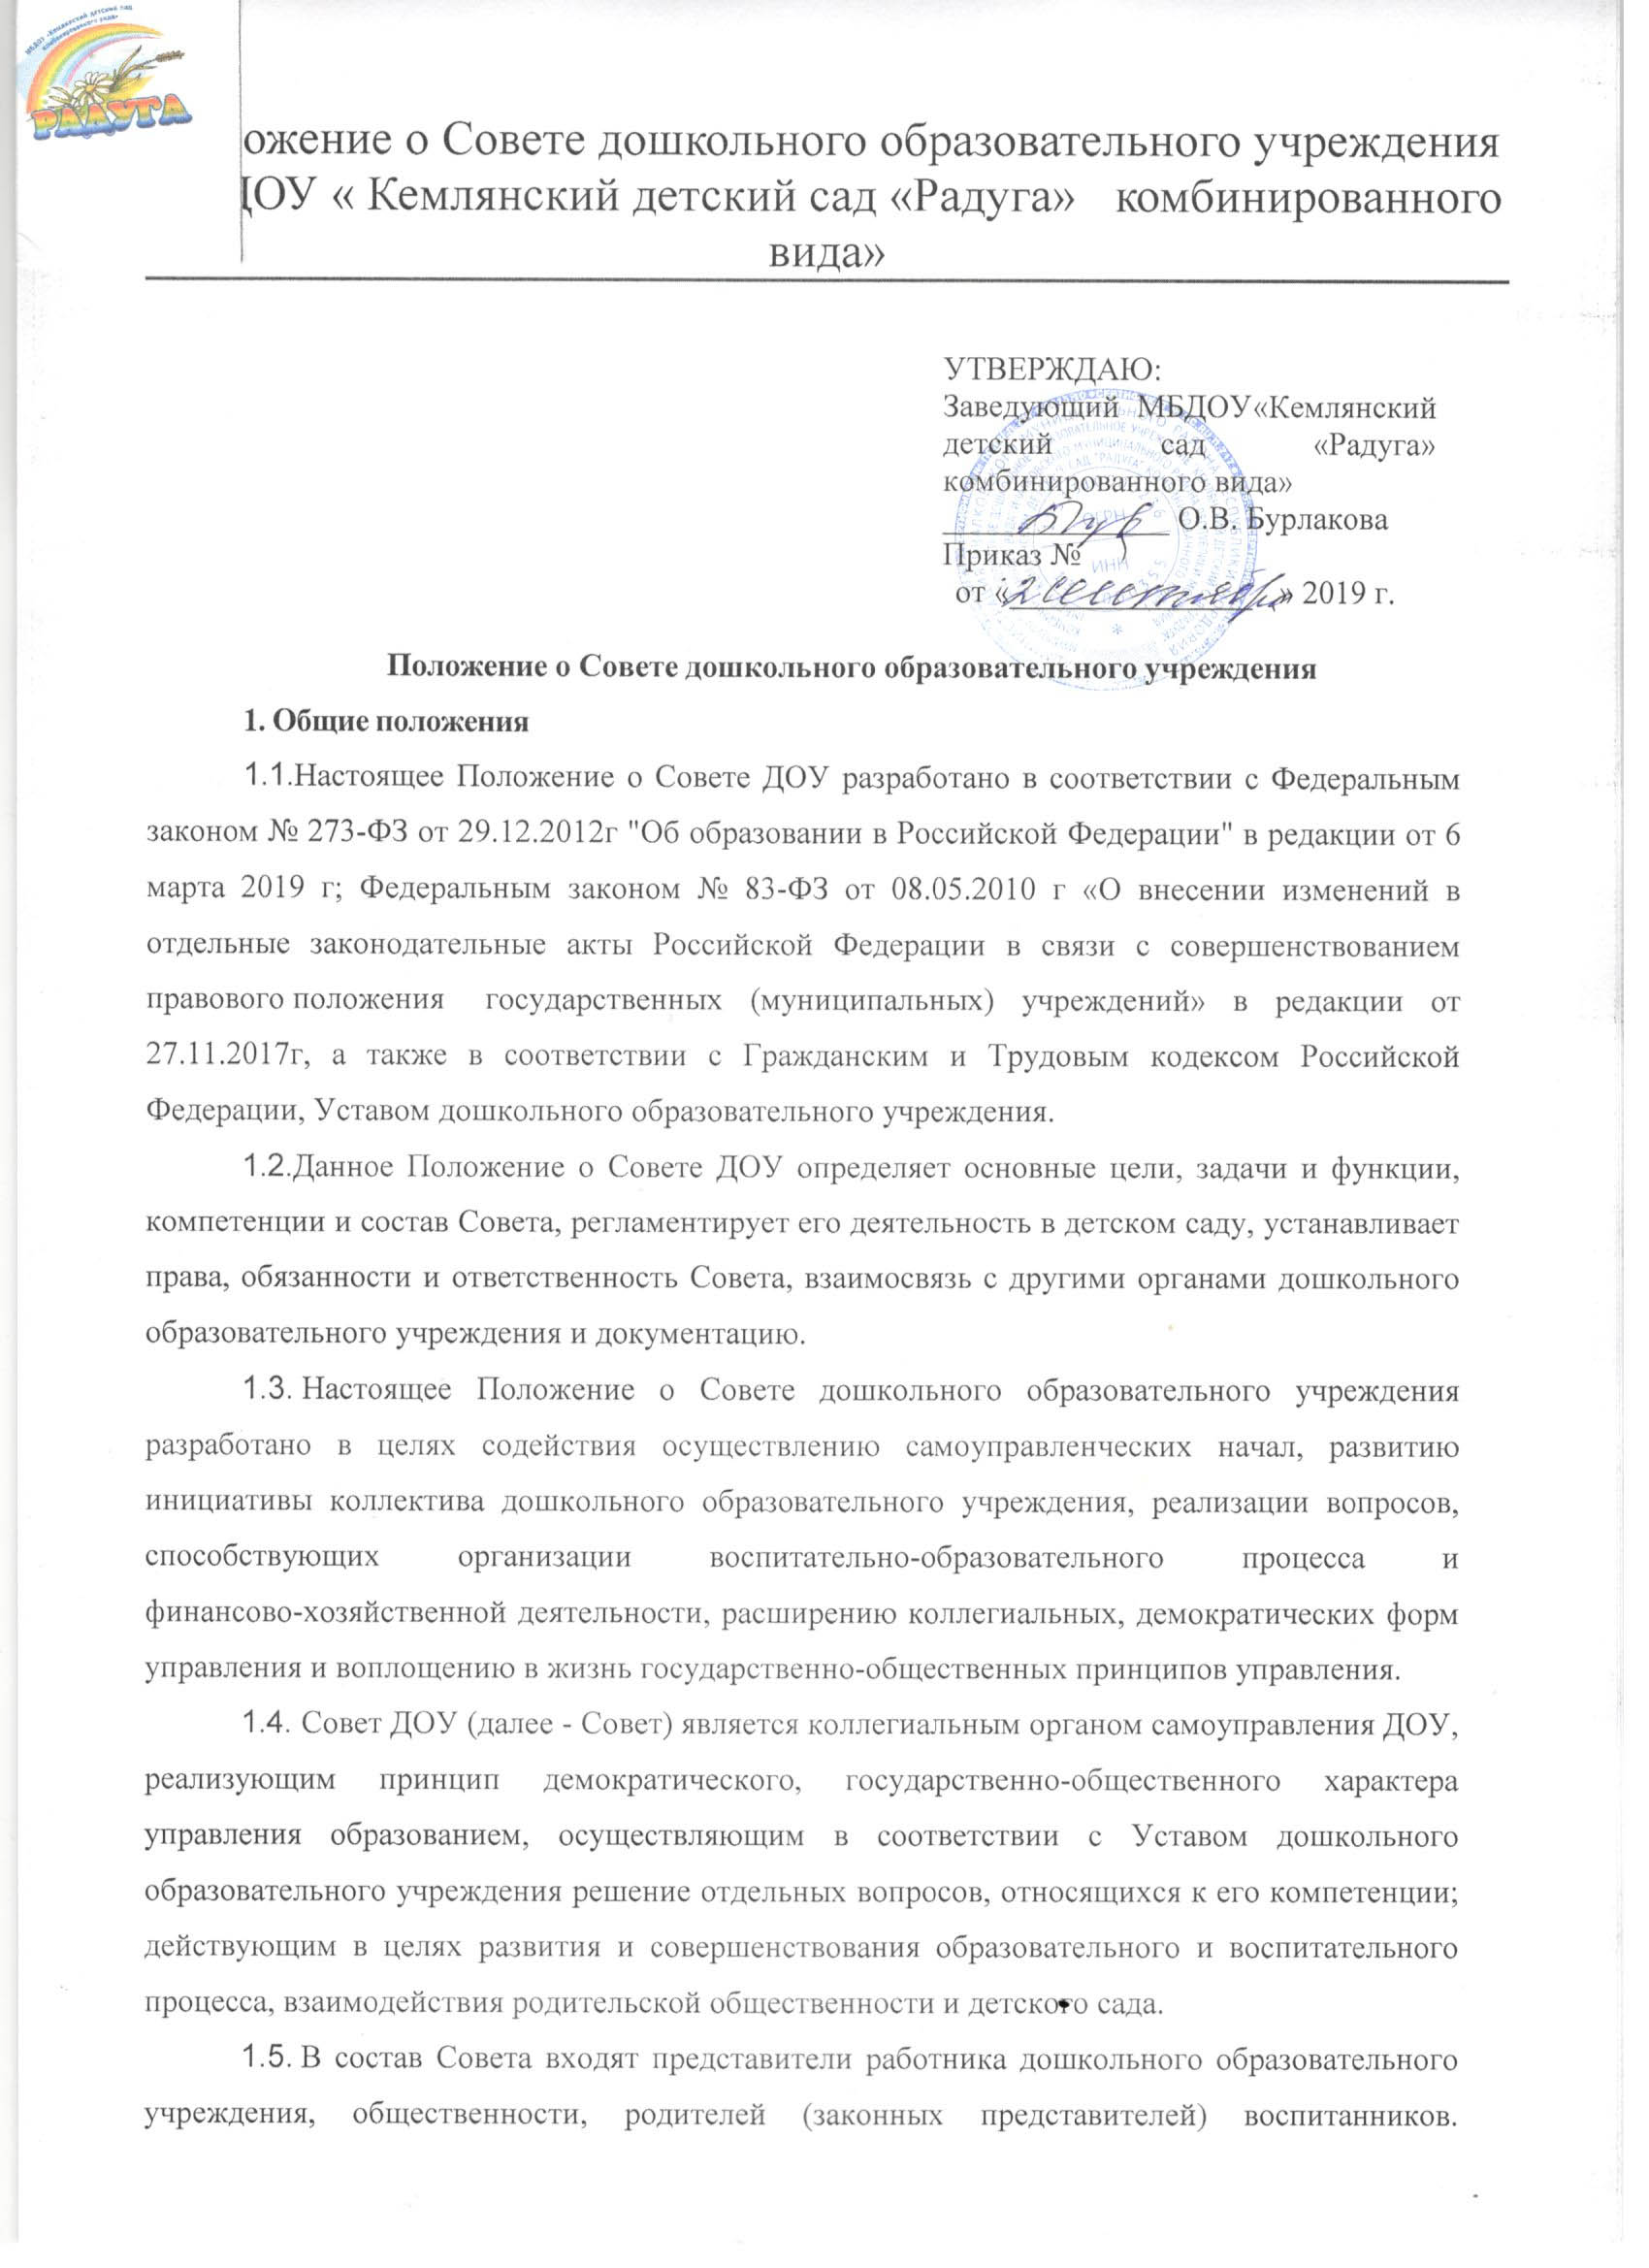 МБДОУ «Кемлянский детский сад
комбинированного вида»
РАДУГА
ожение о Совете дошкольного образовательного учреждения
ДОУ « Кемлянский детский сад «Радуга» комбинированного
вида»
УТВЕРЖДАЮ:
Заведующий МБДОУ«Кемлянский
детский сад «Радуга»
комбинированного вида»
О.В. Бурлакова
Приказ №
от «2 сентября» 2019 г.
ОГРН
ИНН
Положение о Совете дошкольного образовательного учреждения
1. Общие положения
1.1.Настоящее Положение о Совете ДОУ разработано в соответствии с Федеральным
законом № 273-ФЗ от 29.12.2012г "Об образовании в Российской Федерации" в редакции от 6
марта 2019 г; Федеральным законом № 83-ФЗ от 08.05.2010 г «О внесении изменений в
отдельные законодательные акты Российской Федерации в связи с совершенствованием
правового положения государственных (муниципальных) учреждений» в редакции от
27.11.2017г, а также в соответствии с Гражданским и Трудовым кодексом Российской
Федерации, Уставом дошкольного образовательного учреждения.
1.2.Данное Положение о Совете ДОУ определяет основные цели, задачи и функции,
компетенции и состав Совета, регламентирует его деятельность в детском саду, устанавливает
права, обязанности и ответственность Совета, взаимосвязь с другими органами дошкольного
образовательного учреждения и документацию.
1.3. Настоящее Положение о Совете дошкольного образовательного учреждения
разработано в целях содействия осуществлению самоуправленческих начал, развитию
инициативы коллектива дошкольного образовательного учреждения, реализации вопросов,
способствующих организации воспитательно-образовательного процесса и
финансово-хозяйственной деятельности, расширению коллегиальных, демократических форм
управления и воплощению в жизнь государственно-общественных принципов управления.
1.4. Совет ДОУ (далее - Совет) является коллегиальным органом самоуправления ДОУ,
реализующим принцип демократического, государственно-общественного характера
управления образованием, осуществляющим в соответствии с Уставом дошкольного
образовательного учреждения решение отдельных вопросов, относящихся к его компетенции;
действующим в целях развития и совершенствования образовательного и воспитательного
процесса, взаимодействия родительской общественности и детского сада.
1.5. В состав Совета входят представители работника дошкольного образовательного
учреждения, общественности, родителей (законных представителей) воспитанников.